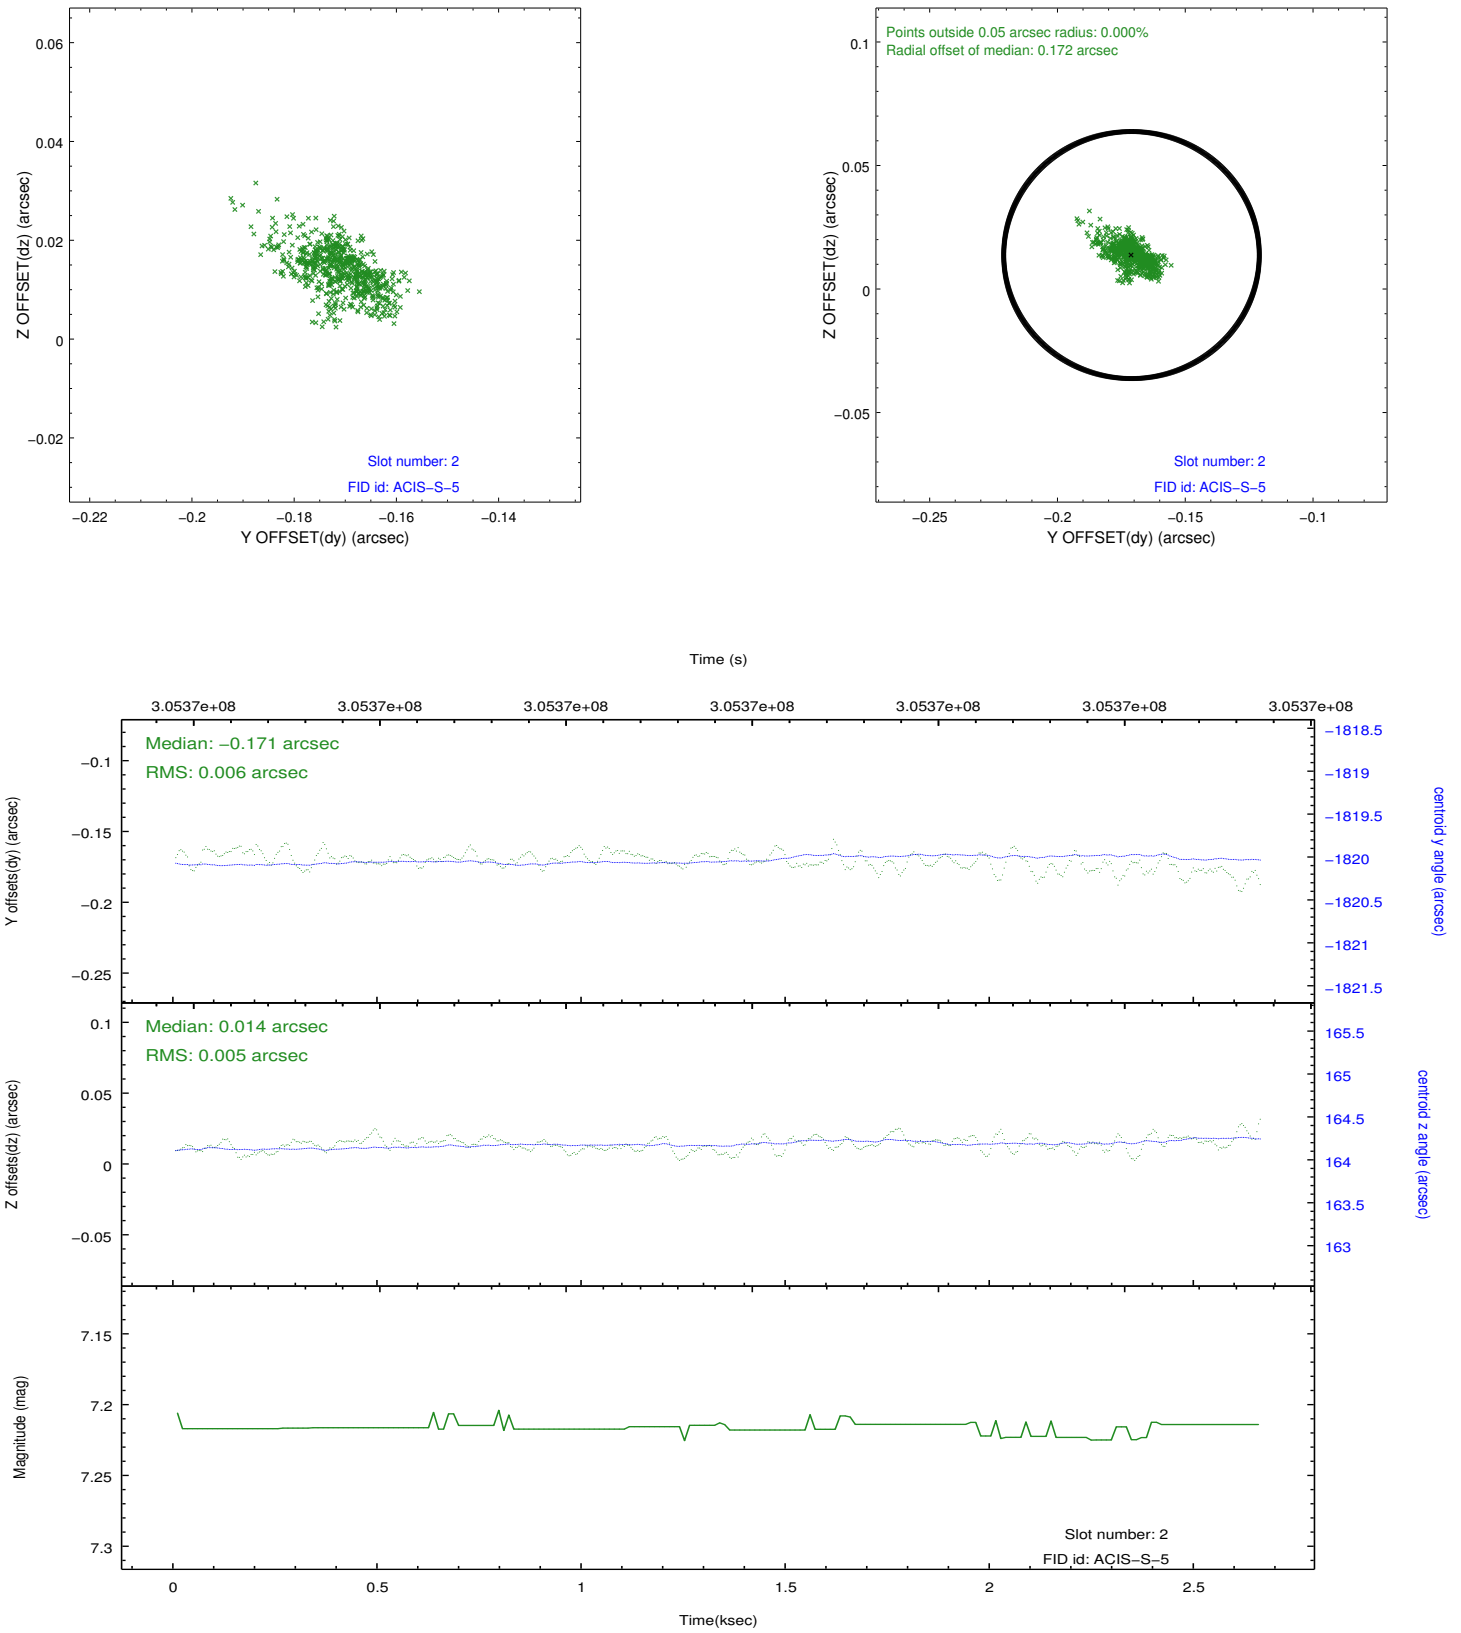 0.06
0.04
0.02
0
−0.02
Z OFFSET(dz) (arcsec)
Slot number: 2
FID id: ACIS−S−5
−0.22
−0.2
−0.18
−0.16
−0.14
Y OFFSET(dy) (arcsec)
Points outside 0.05 arcsec radius: 0.000%
Radial offset of median: 0.172 arcsec
0.1
0.05
0
−0.05
Z OFFSET(dz) (arcsec)
Slot number: 2
FID id: ACIS−S−5
−0.25
−0.2
−0.15
−0.1
Y OFFSET(dy) (arcsec)
Time (s)
3.0537e+08
3.0537e+08
3.0537e+08
3.0537e+08
3.0537e+08
3.0537e+08
3.0537e+08
Median: −0.171 arcsec
RMS: 0.006 arcsec
−0.1
−0.15
−0.2
−0.25
Y offsets(dy) (arcsec)
−1818.5
−1819
−1819.5
−1820
−1820.5
−1821
−1821.5
centroid y angle (arcsec)
Median: 0.014 arcsec
RMS: 0.005 arcsec
0.1
0.05
0
−0.05
Z offsets(dz) (arcsec)
165.5
165
164.5
164
163.5
163
centroid z angle (arcsec)
7.15
7.2
7.25
7.3
Magnitude (mag)
Slot number: 2
FID id: ACIS−S−5
0
0.5
1
1.5
2
2.5
Time(ksec)